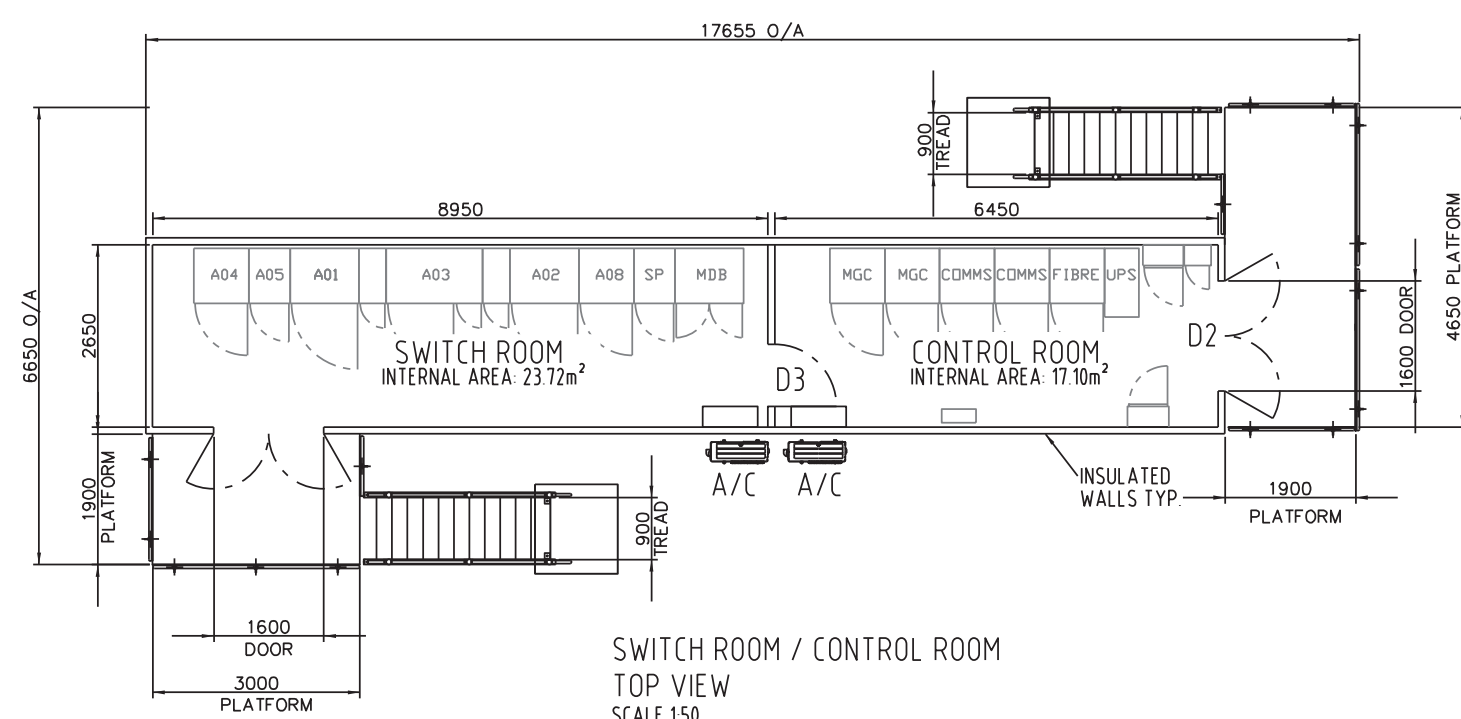 17655 O/A
900
TREAD
8950
6450
A04 A05 A01 A03 A02 A08 SP MDB
MGC MGC COMMS COMMS FIBRE UPS
6650 O/A
2650
4650 PLATFORM
1600 DOOR
D2
SWITCH ROOM
INTERNAL AREA: 23.72m²
D3
CONTROL ROOM
INTERNAL AREA: 17.10m²
A/C A/C
INSULATED
WALLS TYP.
1900
PLATFORM
1900
PLATFORM
900
TREAD
1600
DOOR
3000
PLATFORM
SWITCH ROOM / CONTROL ROOM
TOP VIEW
SCALE 1:50